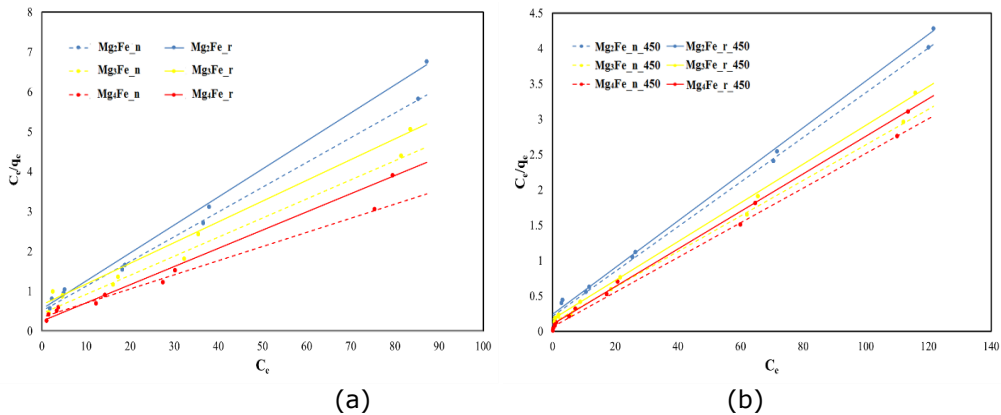 (a)
8
7
6
5
4
3
2
1
0
Cₑ/qₑ
Mg₂Fe_n Mg₂Fe_r
Mg₃Fe_n Mg₃Fe_r
Mg₄Fe_n Mg₄Fe_r
0 10 20 30 40 50 60 70 80 90 100
Cₑ
(a)
(b)
4.5
4
3.5
3
2.5
2
1.5
1
0.5
0
Cₑ/qₑ
Mg₂Fe_n_450 Mg₂Fe_r_450
Mg₃Fe_n_450 Mg₃Fe_r_450
Mg₄Fe_n_450 Mg₄Fe_r_450
0 20 40 60 80 100 120 140
Cₑ
(b)